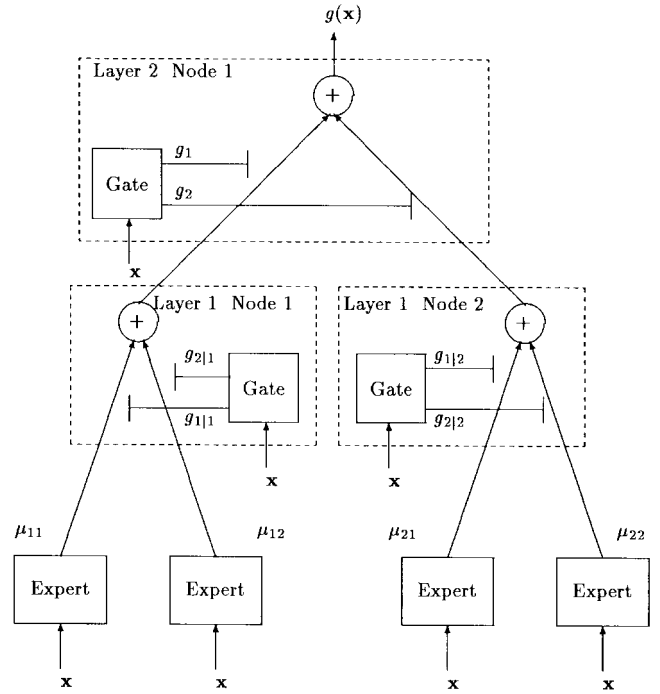 g(x)
Layer 2 Node 1
+
g₁
Gate
g₂
x
Layer 1 Node 1
Layer 1 Node 2
+
+
g₂|₁
g₁|₂
Gate
Gate
g₁|₁
g₂|₂
x
x
μ₁₁
μ₁₂
μ₂₁
μ₂₂
Expert
Expert
Expert
Expert
x
x
x
x